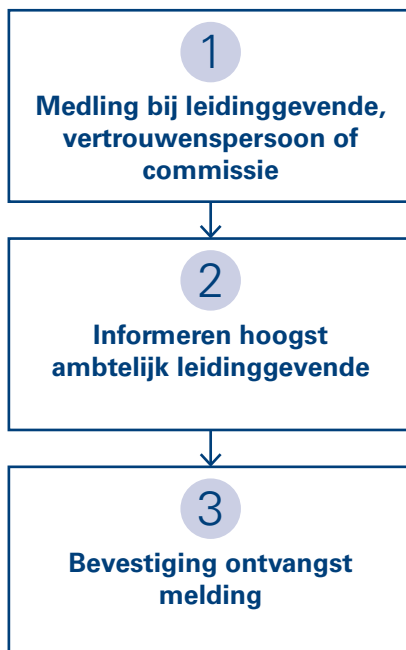 1
Medling bij leidinggevende,
vertrouwenspersoon of
commissie
2
Informeren hoogst
ambtelijk leidinggevende
3
Bevestiging ontvangst
melding